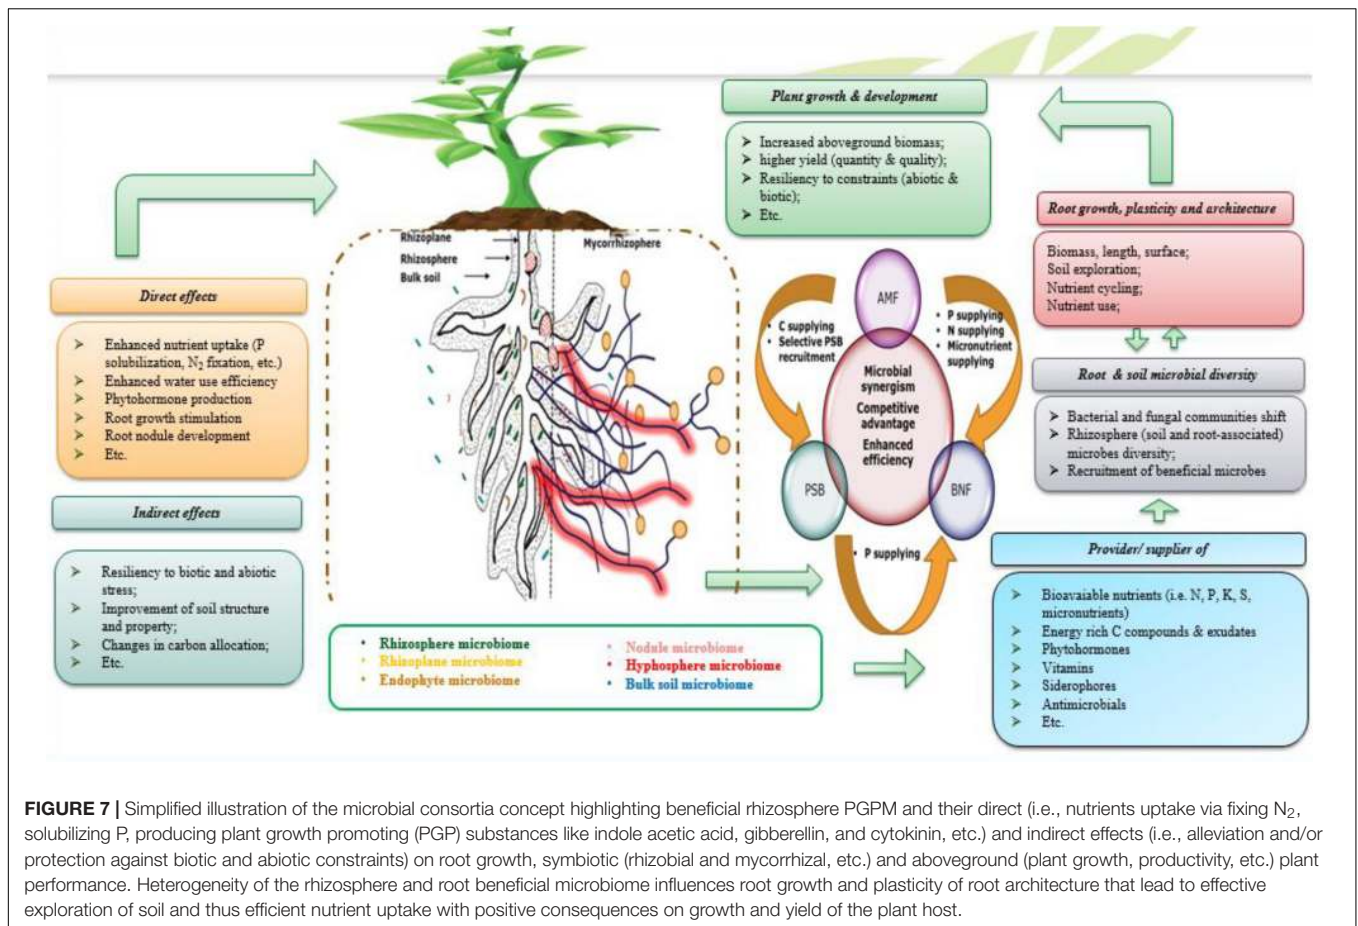 Plant growth & development
➤ Increased aboveground biomass;
➤ higher yield (quantity & quality);
➤ Resiliency to constraints (abiotic &
biotic);
➤ Etc.
Root growth, plasticity and architecture
Biomass, length, surface;
Soil exploration;
Nutrient cycling;
Nutrient use;
Rhizoplane
Rhizosphere
Bulk soil
Mycorrhizophere
Direct effects
➤ Enhanced nutrient uptake (P
solubilization, N₂ fixation, etc.)
➤ Enhanced water use efficiency
➤ Phytohormone production
➤ Root growth stimulation
➤ Root nodule development
➤ Etc.
AMF
• C supplying
• Selective PSB
recruitment
• P supplying
• N supplying
• Micronutrient
supplying
Microbial
synergism
Competitive
advantage
Enhanced
efficiency
PSB
BNF
• P supplying
Root & soil microbial diversity
➤ Bacterial and fungal communities shift
➤ Rhizosphere (soil and root-associated)
microbes diversity;
➤ Recruitment of beneficial microbes
Indirect effects
➤ Resiliency to biotic and abiotic
stress;
➤ Improvement of soil structure
and property;
➤ Changes in carbon allocation;
➤ Etc.
Provider/ supplier of
➤ Bioavaiable nutrients (i.e. N, P, K, S,
micronutrients)
➤ Energy rich C compounds & exudates
➤ Phytohormones
➤ Vitamins
➤ Siderophores
➤ Antimicrobials
➤ Etc.
• Rhizosphere microbiome
• Rhizoplane microbiome
• Endophyte microbiome
• Nodule microbiome
• Hyphosphere microbiome
• Bulk soil microbiome
FIGURE 7 | Simplified illustration of the microbial consortia concept highlighting beneficial rhizosphere PGPM and their direct (i.e., nutrients uptake via fixing N₂,
solubilizing P, producing plant growth promoting (PGP) substances like indole acetic acid, gibberellin, and cytokinin, etc.) and indirect effects (i.e., alleviation and/or
protection against biotic and abiotic constraints) on root growth, symbiotic (rhizobial and mycorrhizal, etc.) and aboveground (plant growth, productivity, etc.) plant
performance. Heterogeneity of the rhizosphere and root beneficial microbiome influences root growth and plasticity of root architecture that lead to effective
exploration of soil and thus efficient nutrient uptake with positive consequences on growth and yield of the plant host.